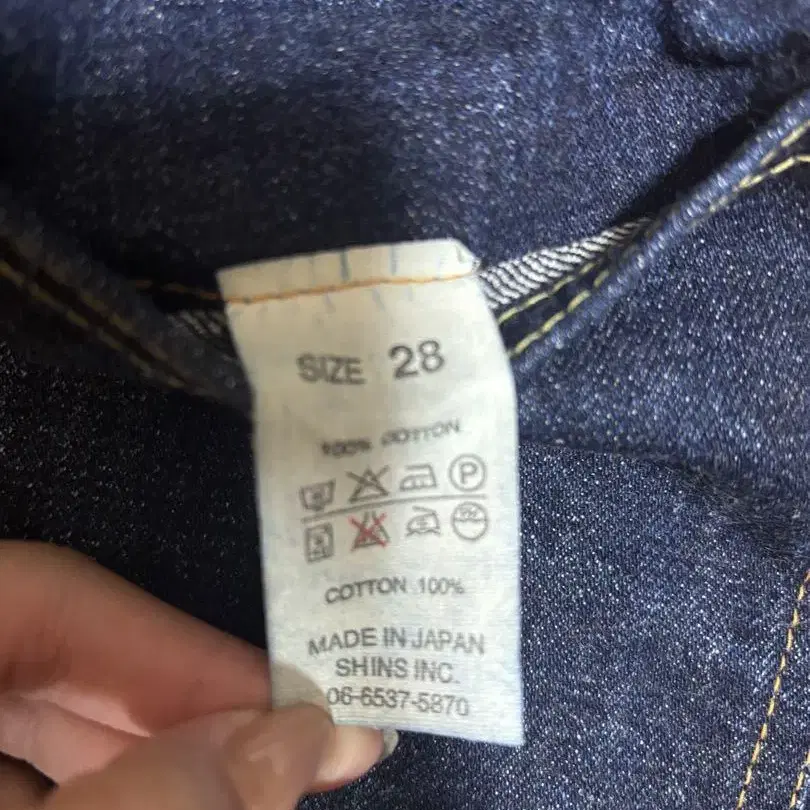 SIZE 28
100% COTTON
P
COTTON 100%
MADE IN JAPAN
SHINS INC.
06-6537-5870